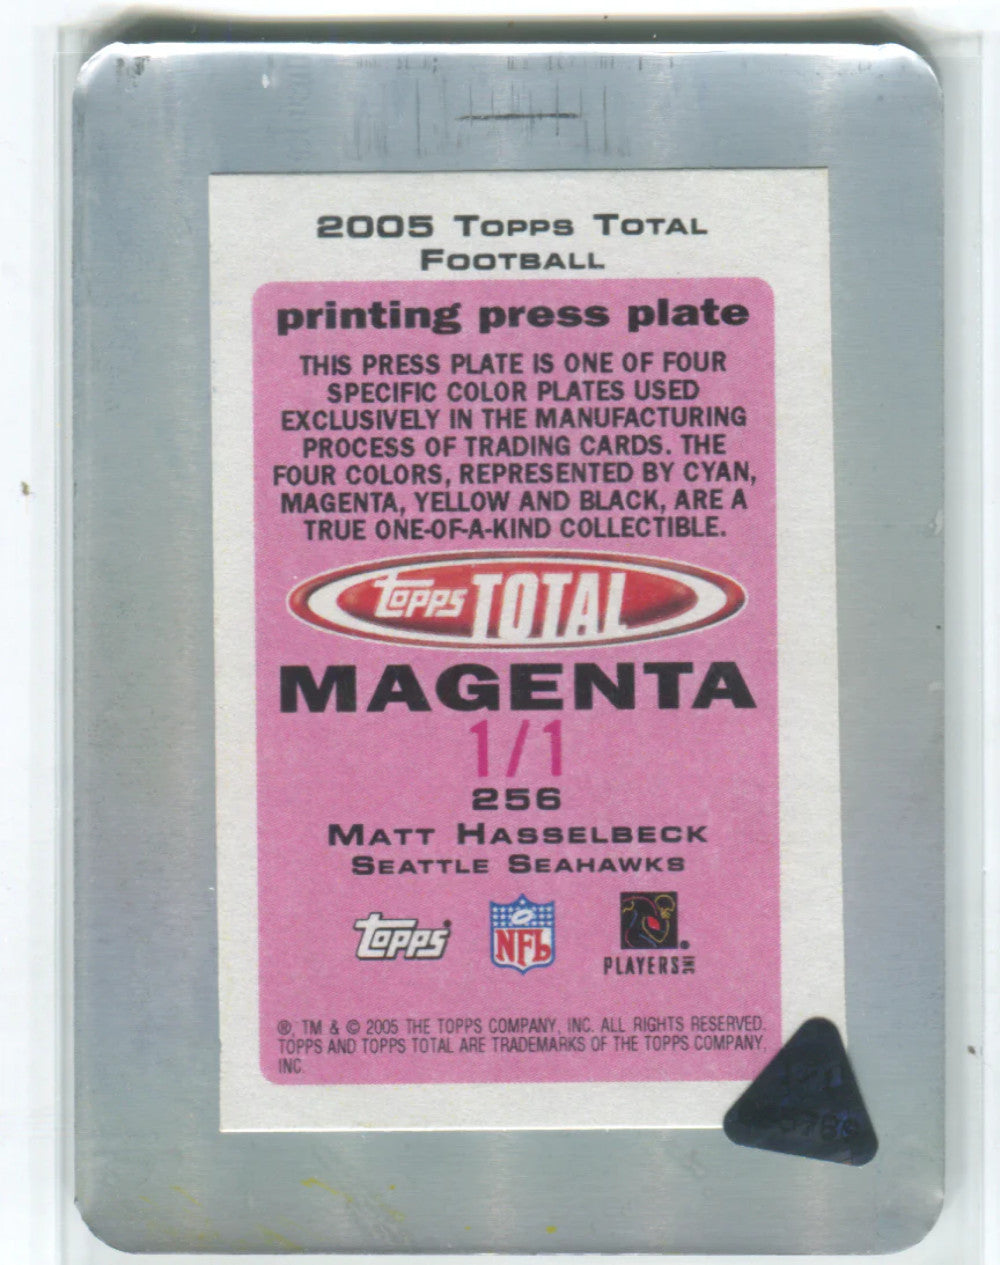 2005 TOPPS TOTAL
FOOTBALL
printing press plate
THIS PRESS PLATE IS ONE OF FOUR
SPECIFIC COLOR PLATES USED
EXCLUSIVELY IN THE MANUFACTURING
PROCESS OF TRADING CARDS. THE
FOUR COLORS, REPRESENTED BY CYAN,
MAGENTA, YELLOW AND BLACK, ARE A
TRUE ONE-OF-A-KIND COLLECTIBLE.
Topps TOTAL
MAGENTA
1/1
256
MATT HASSELBECK
SEATTLE SEAHAWKS
Topps®
NFL
PLAYERS INC ®
®, TM & © 2005 THE TOPPS COMPANY, INC. ALL RIGHTS RESERVED.
TOPPS AND TOPPS TOTAL ARE TRADEMARKS OF THE TOPPS COMPANY,
INC.